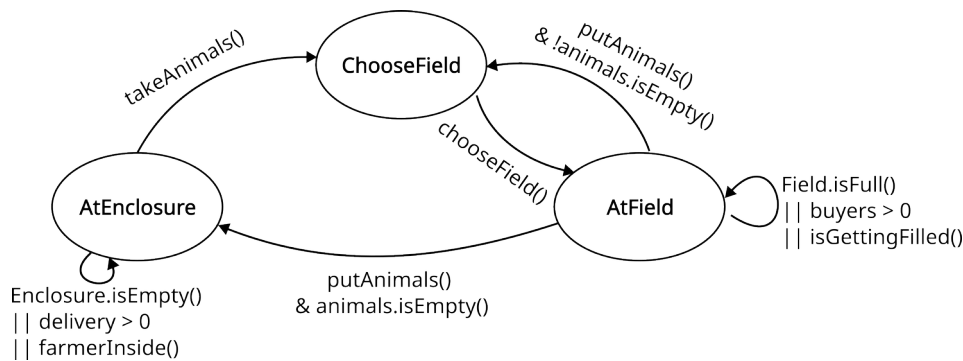 takeAnimals()
ChooseField
putAnimals()
& !animals.isEmpty()
chooseField()
AtEnclosure
AtField
Field.isFull()
|| buyers > 0
|| isGettingFilled()
putAnimals()
& animals.isEmpty()
Enclosure.isEmpty()
|| delivery > 0
|| farmerInside()